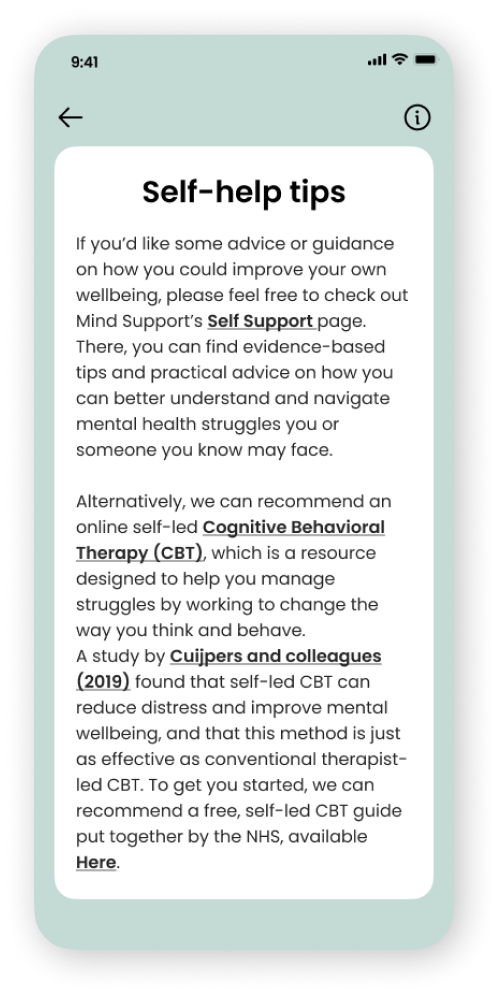 9:41
Self-help tips
If you'd like some advice or guidance
on how you could improve your own
wellbeing, please feel free to check out
Mind Support's Self Support page.
There, you can find evidence-based
tips and practical advice on how you
can better understand and navigate
mental health struggles you or
someone you know may face.
Alternatively, we can recommend an
online self-led Cognitive Behavioral
Therapy (CBT), which is a resource
designed to help you manage
struggles by working to change the
way you think and behave.
A study by Cuijpers and colleagues
(2019) found that self-led CBT can
reduce distress and improve mental
wellbeing, and that this method is just
as effective as conventional therapist-
led CBT. To get you started, we can
recommend a free, self-led CBT guide
put together by the NHS, available
Here.